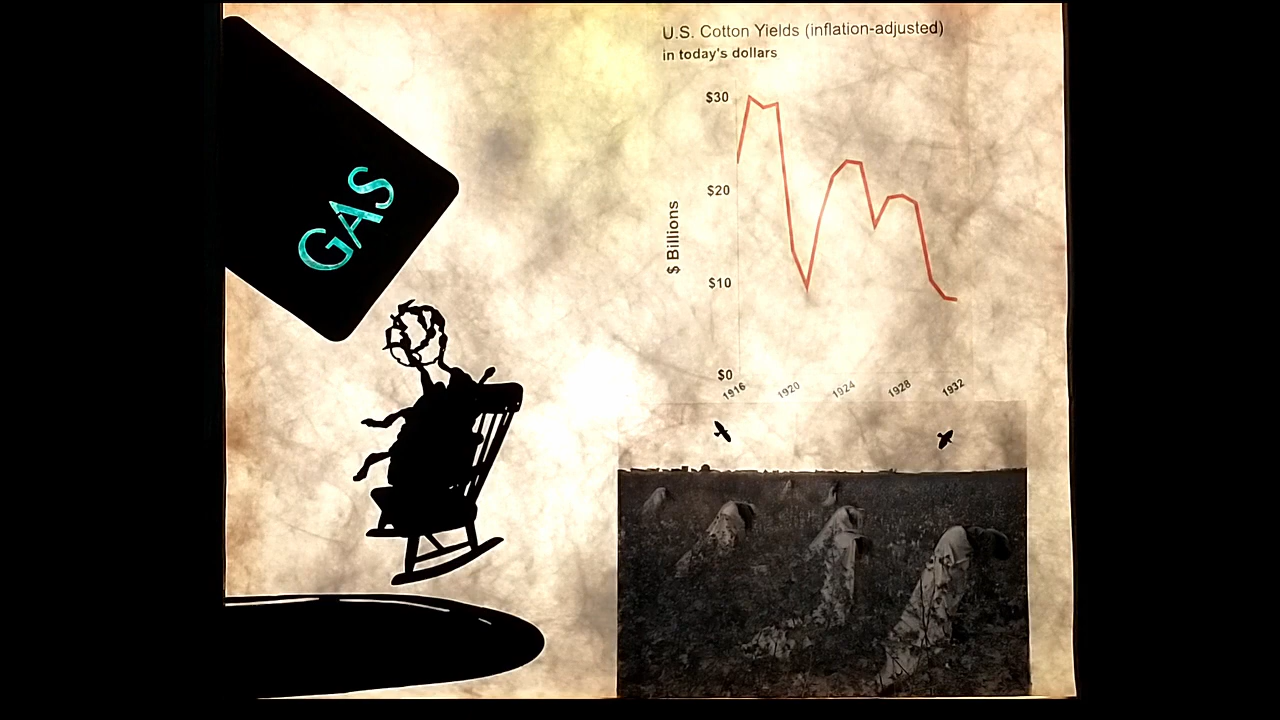 GAS
U.S. Cotton Yields (inflation-adjusted)
in today's dollars
$ Billions
$30
$20
$10
$0
1916
1920
1924
1928
1932